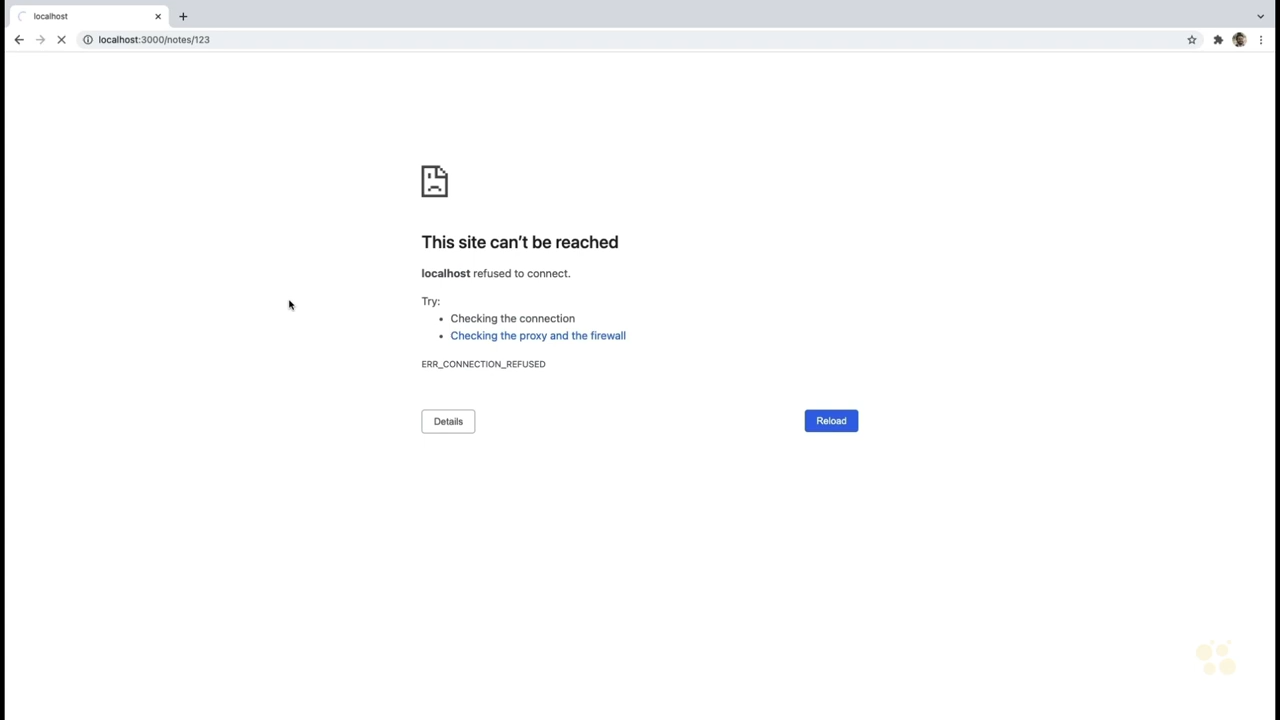 localhost
localhost:3000/notes/123
This site can't be reached
localhost refused to connect.
Try:
Checking the connection
Checking the proxy and the firewall
ERR_CONNECTION_REFUSED
Details
Reload